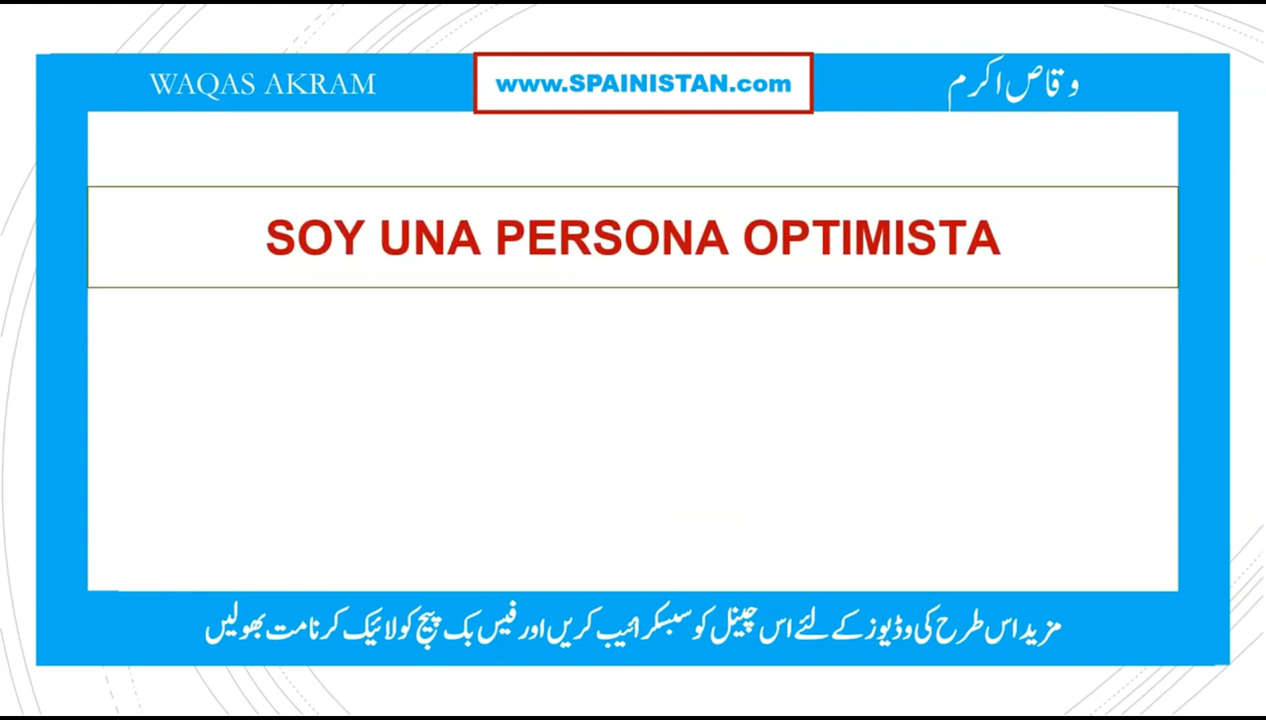 WAQAS AKRAM
www.SPAINISTAN.com
وقاص اکرم
SOY UNA PERSONA OPTIMISTA
مزید اس طرح کی وڈیوز کے لئے اس چینل کو سبسکرائیب کریں اور فیس بک پیج کو لائیک کرنا مت بھولیں